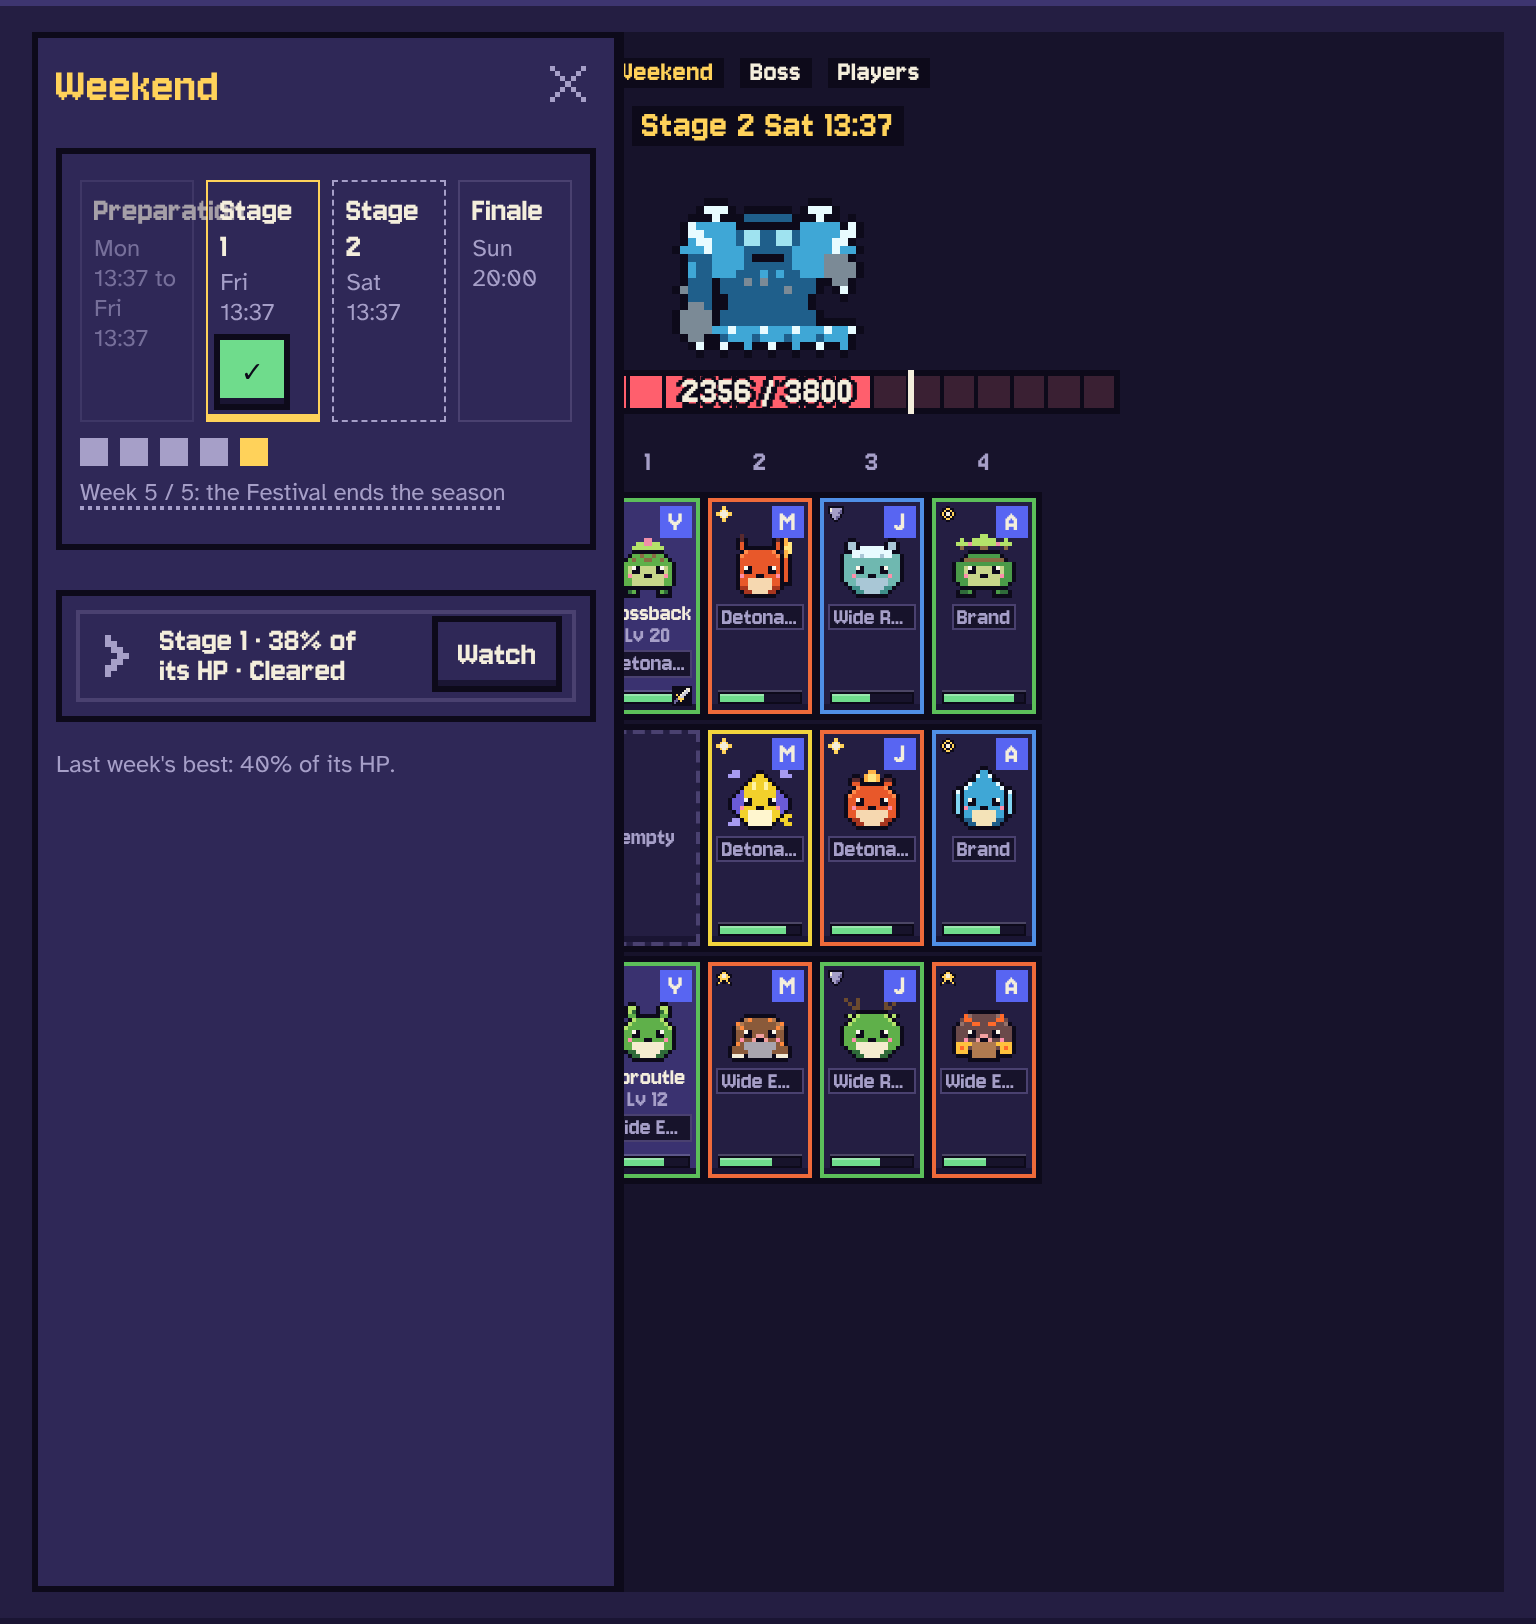 Weekend
Preparatio
Mon
13:37 to
Fri
13:37
Stage
1
Fri
13:37
✓
Stage
2
Sat
13:37
Finale
Sun
20:00
Week 5 / 5: the Festival ends the season
Stage 1 · 38% of
its HP · Cleared
Watch
Last week's best: 40% of its HP.
Weekend
Boss
Players
Stage 2 Sat 13:37
2356 / 3800
1
2
3
4
Y
ossback
Lv 20
etona...
M
Detona...
J
Wide R...
A
Brand
empty
M
Detona...
J
Detona...
A
Brand
Y
proutle
Lv 12
ide E...
M
Wide E...
J
Wide R...
A
Wide E...